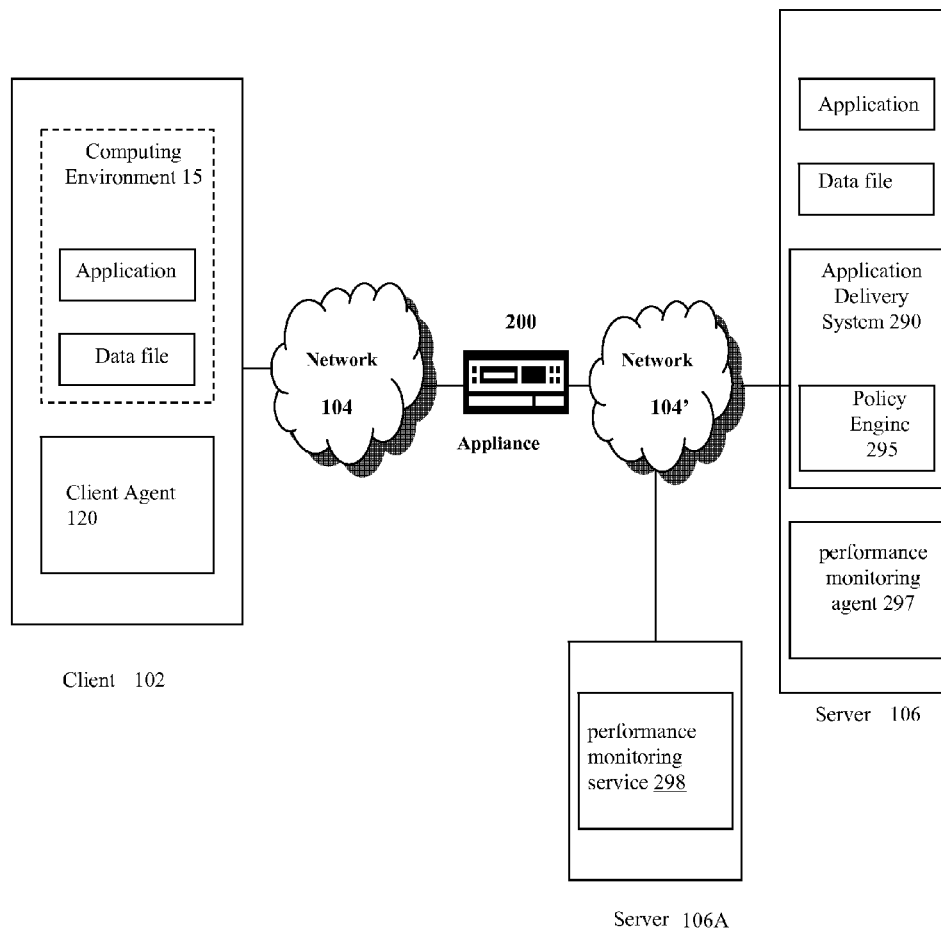 Computing
Environment 15
Application
Data file
Client Agent
120
Client 102
Network
104
200
Appliance
Network
104’
Application
Data file
Application
Delivery
System 290
Policy
Engine
295
performance
monitoring
agent 297
Server 106
performance
monitoring
service 298
Server 106A